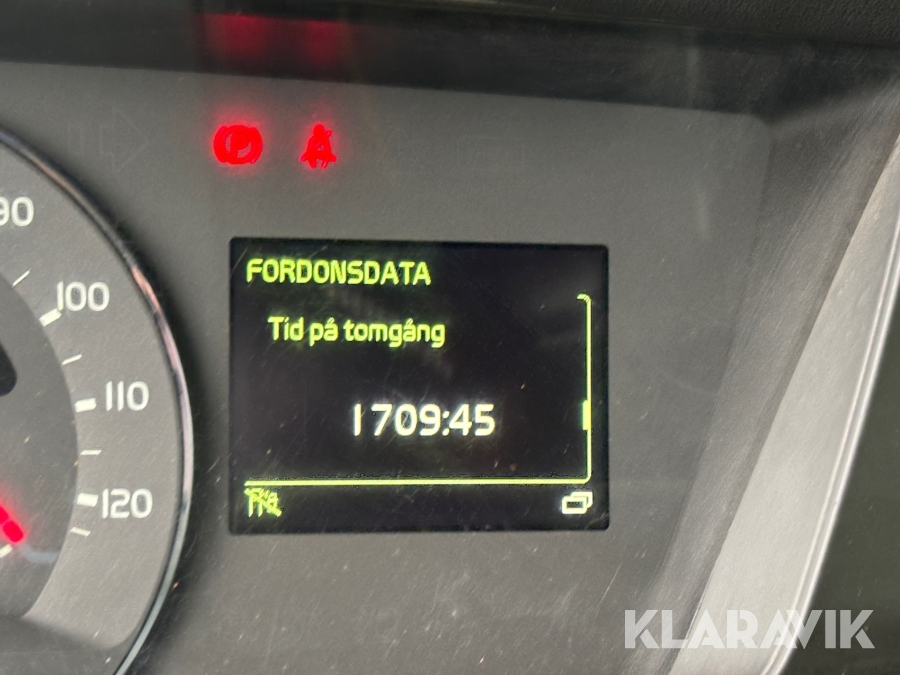 90
100
110
120
FORDONSDATA
Tid på tomgång
1709:45
KLARAVIK